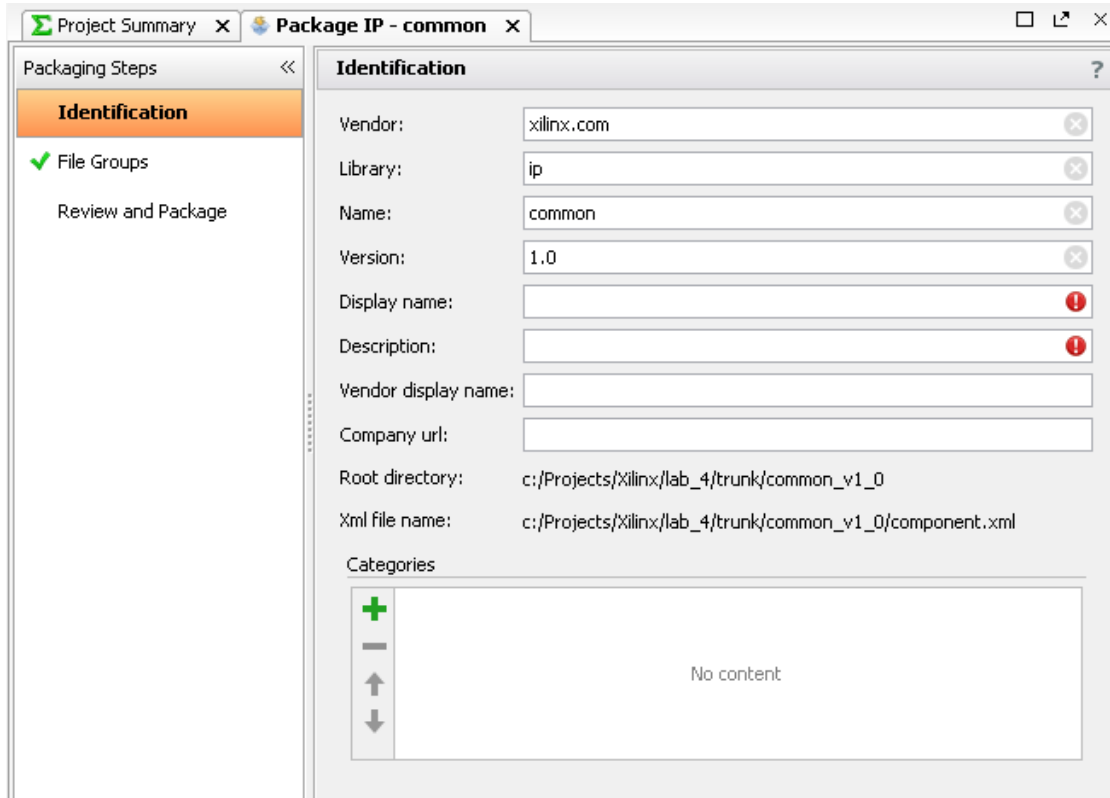 Project Summary
Package IP - common
Packaging Steps
Identification
File Groups
Review and Package
Identification
?
Vendor: xilinx.com
Library: ip
Name: common
Version: 1.0
Display name:
Description:
Vendor display name:
Company url:
Root directory: c:/Projects/Xilinx/lab_4/trunk/common_v1_0
Xml file name: c:/Projects/Xilinx/lab_4/trunk/common_v1_0/component.xml
Categories
No content